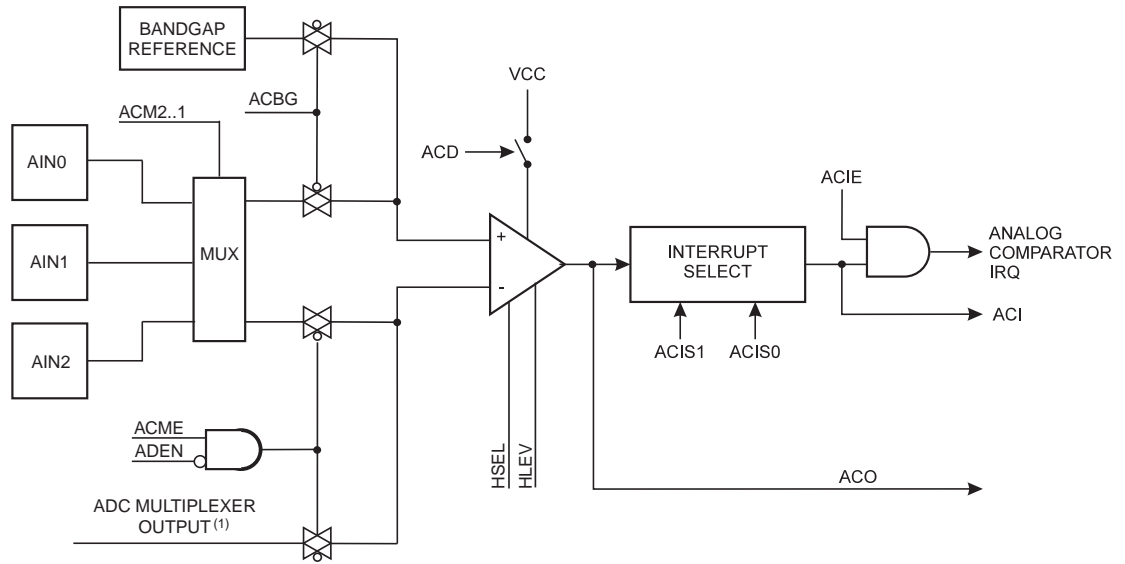 BANDGAP
REFERENCE
VCC
ACBG
ACM2..1
AIN0
ACD
ACIE
AIN1
MUX
+
-
INTERRUPT
SELECT
ANALOG
COMPARATOR
IRQ
ACI
AIN2
ACIS1
ACIS0
ACME
ADEN
HSEL
HLEV
ACO
ADC MULTIPLEXER
OUTPUT (1)